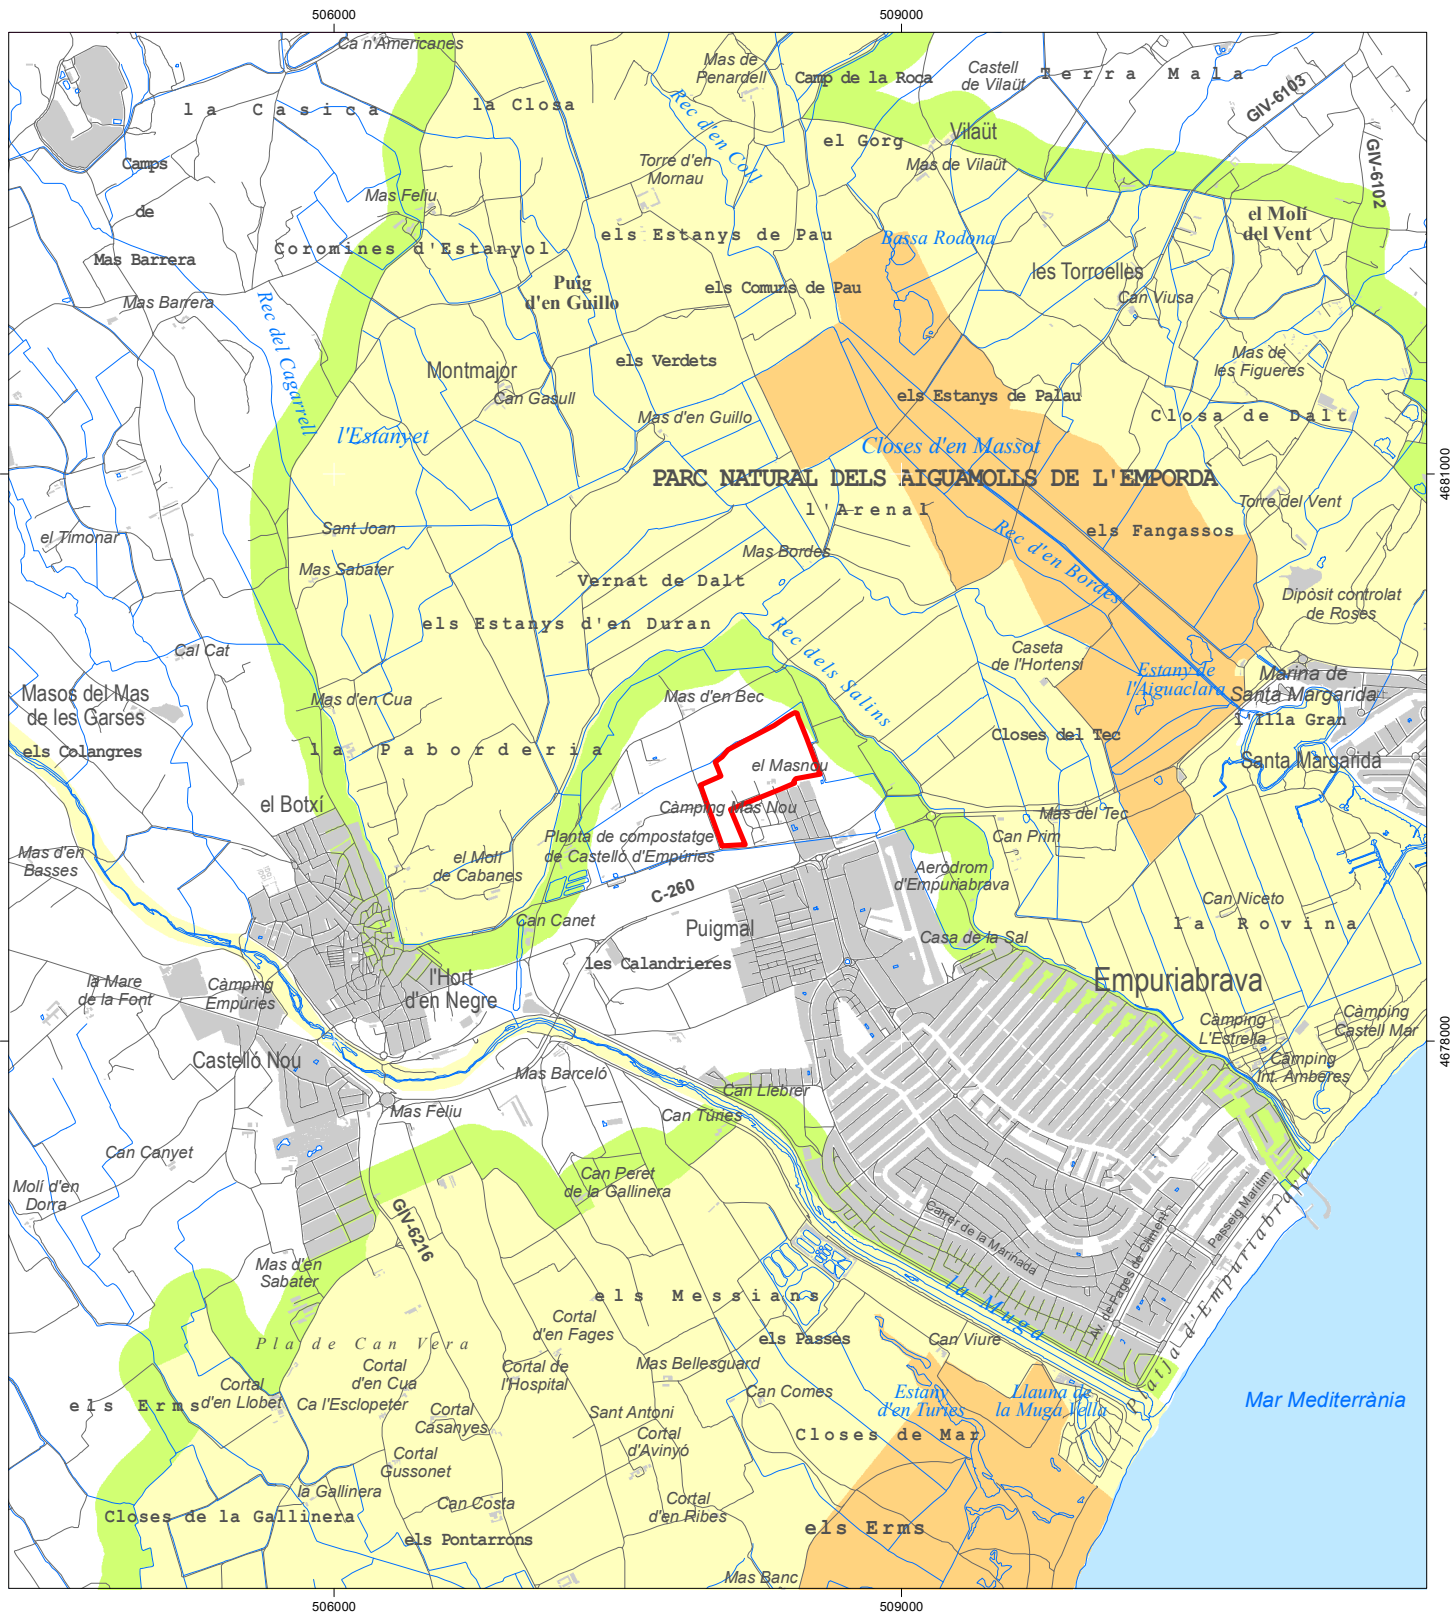 506000
509000
Ca n'Americanes
la Casica
la Closa
Mas de
Penardell
Camp de la Roca
Castell
de Vilaüt
Terra Mala
GIV-6103
GIV-6102
Rec d'en Coll
el Gorg
Vilaüt
Mas de Vilaüt
Camps
de
Mas Barrera
Torre d'en
Mornau
Mas Feliu
Coromines d'Estanyol
els Estanys de Pau
Bassa Rodona
el Molí
del Vent
les Torroelles
Can Viusa
Puig
d'en Guillo
els Comuns de Pau
Mas Barrera
Rec del Cagarrell
els Verdets
Montmajor
Can Gasull
Mas de
les Figueres
els Estanys de Palau
Closa de Dalt
Mas d'en Guillo
l'Estanyet
Closes d'en Massot
PARC NATURAL DELS AIGUAMOLLS DE L'EMPORDÀ
4681000
l'Arenal
Torre del Vent
els Fangassos
Rec d'en Bordes
Sant Joan
el Timonar
Mas Bordes
Mas Sabater
Vernat de Dalt
Dipòsit controlat
de Roses
els Estanys d'en Duran
Rec dels Salins
Caseta
de l'Hortensi
Cal Cat
Estany de
l'Aiguaclara
Marina de
Santa Margarida
Masos del Mas
de les Garses
Mas d'en Cua
Mas d'en Bec
l'Illa Gran
els Colangres
la Paborderia
Closes del Tec
Santa Margarida
el Masnou
el Botxí
Càmping Mas Nou
Mas del Tec
Can Prim
Planta de compostatge
de Castelló d'Empúries
Mas d'en
Basses
el Molí
de Cabanes
Aeròdrom
d'Empuriabrava
C-260
Can Niceto
la Rovina
Can Canet
Puigmal
Casa de la Sal
les Calandrieres
la Mare
de la Font
Càmping
Empúries
l'Hort
d'en Negre
Empuriabrava
Càmping
L'Estrella
Càmping
Castell Mar
4678000
Castelló Nou
Càmping
Int. Amberes
Mas Barceló
Can Llebrer
Mas Feliu
Can Túries
Can Canyet
Can Peret
de la Gallinera
Molí d'en
Dorra
GIV-6216
Carrer de la Marinada
Av. de Fages de Climent
Passeig Marítim
Platja d'Empuriabrava
Mas d'en
Sabater
la Muga
els Messians
Cortal
d'en Fages
els Passes
Can Viure
Pla de Can Vera
Cortal
d'en Cua
Cortal de
l'Hospital
Mas Bellesguard
Can Comes
Estany
d'en Turies
Llauna de
la Muga Vella
Mar Mediterrània
els Erms
Cortal
d'en Llobet
Ca l'Esclopeter
Cortal
Casanyes
Sant Antoni
Cortal
d'Avinyó
Closes de Mar
Cortal
Gussonet
la Gallinera
Can Costa
Cortal
d'en Ribes
Closes de la Gallinera
els Pontarrons
els Erms
Mas Banc
506000
509000